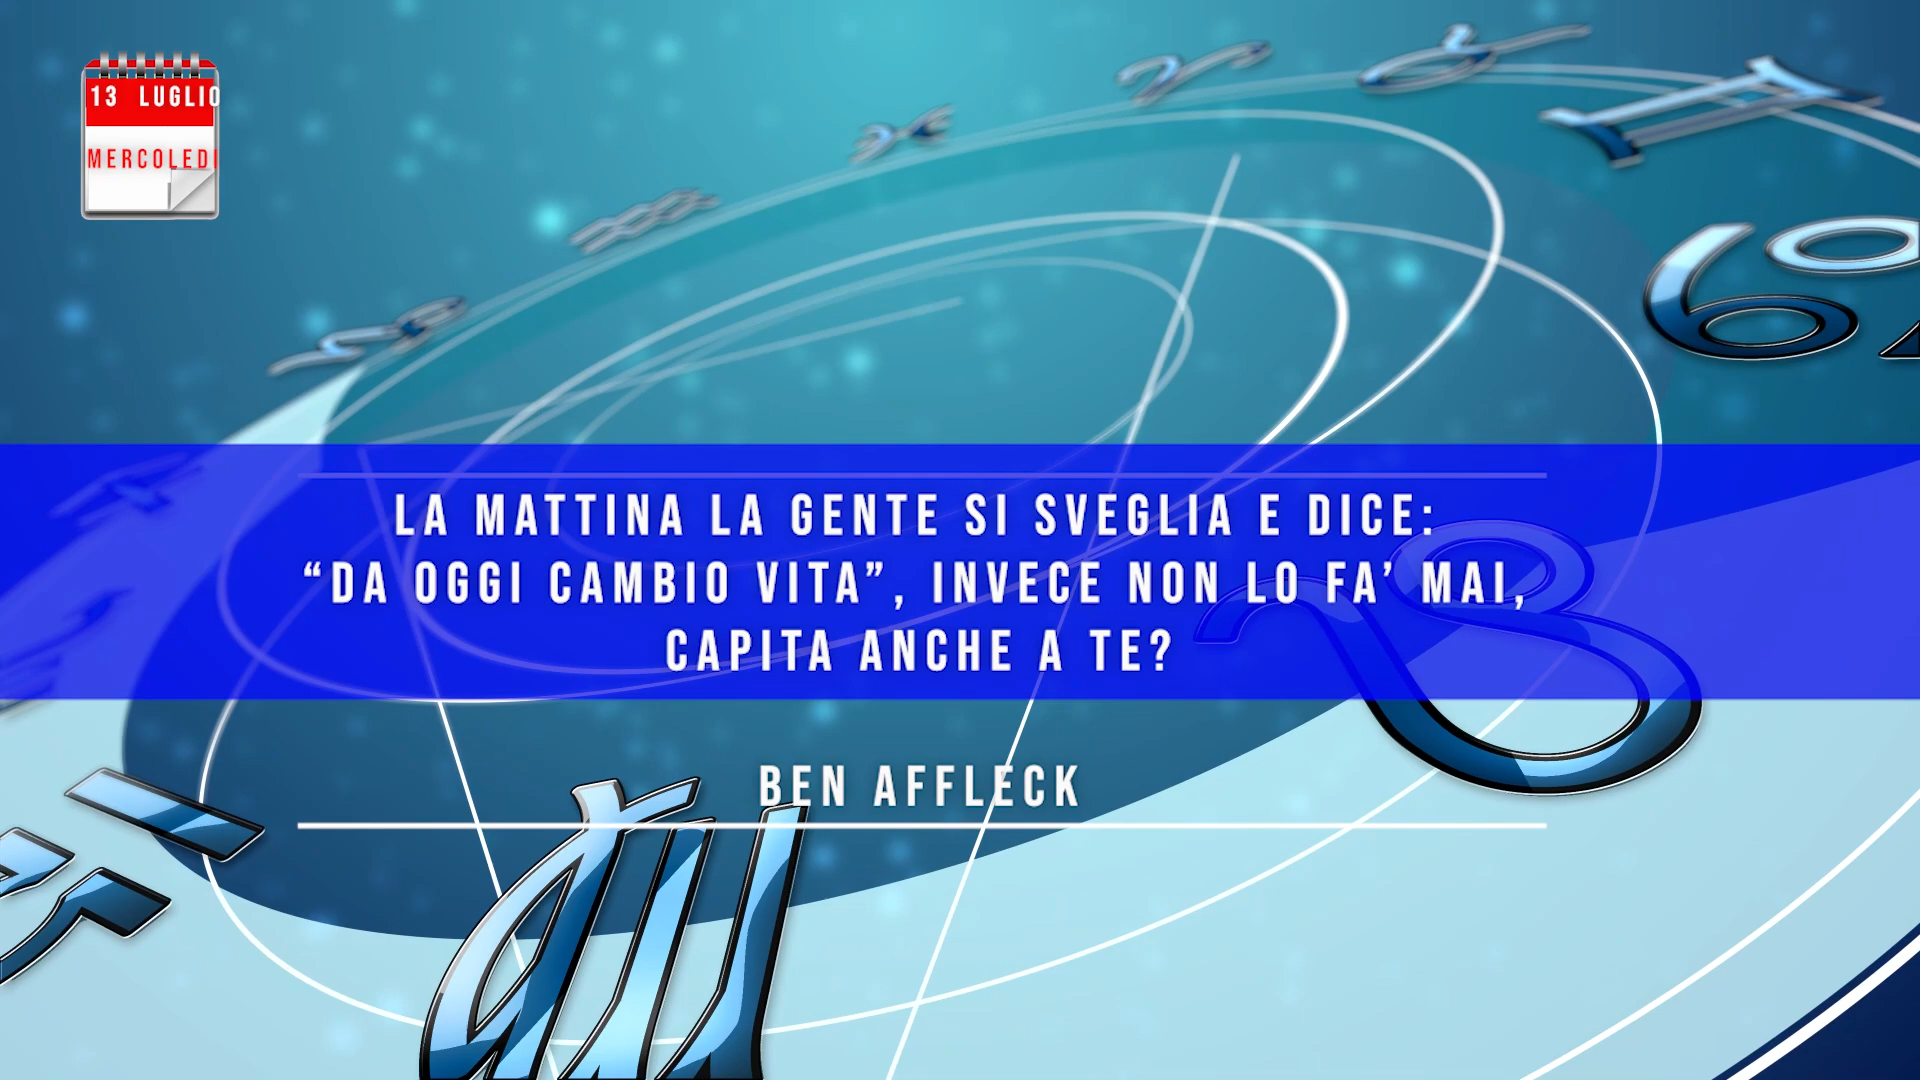 13 LUGLIO
MERCOLEDI
LA MATTINA LA GENTE SI SVEGLIA E DICE:
“DA OGGI CAMBIO VITA”, INVECE NON LO FA’ MAI,
CAPITA ANCHE A TE?
BEN AFFLECK